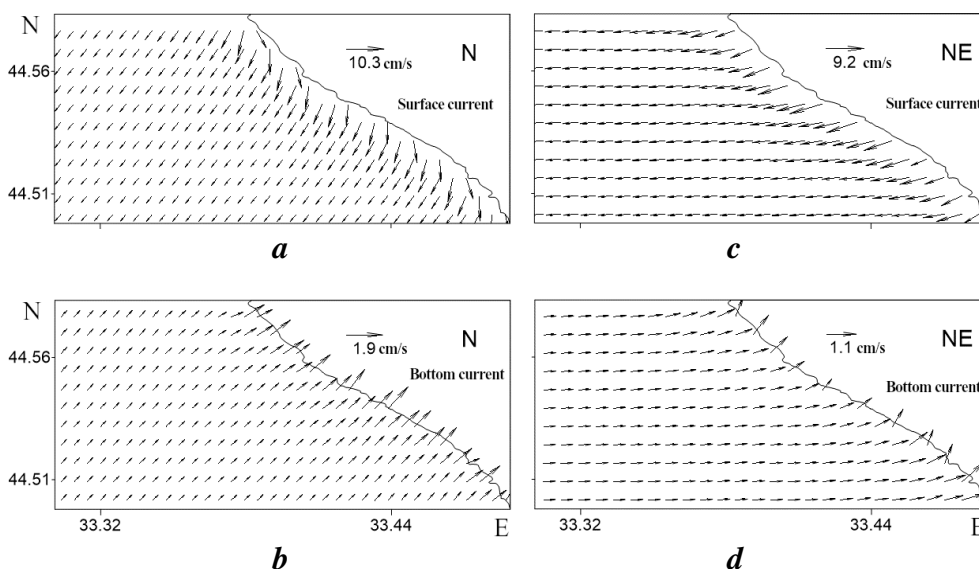 N
44.56
44.51
10.3 cm/s
N
Surface current
a
9.2 cm/s
NE
Surface current
c
N
44.56
44.51
1.9 cm/s
N
Bottom current
33.32
33.44
E
b
1.1 cm/s
NE
Bottom current
33.32
33.44
E
d